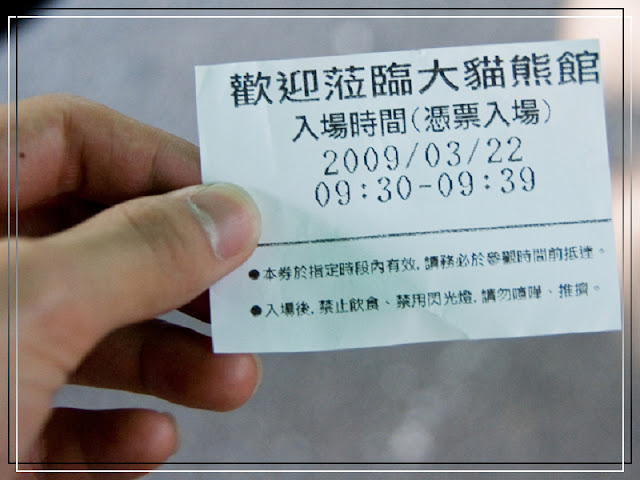 歡迎蒞臨大貓熊館
入場時間(憑票入場)
2009/03/22
09:30-09:39
●本券於指定時段內有效,請務必於參觀時間前抵達。
●入場後,禁止飲食、禁用閃光燈,請勿喧嘩、推擠。